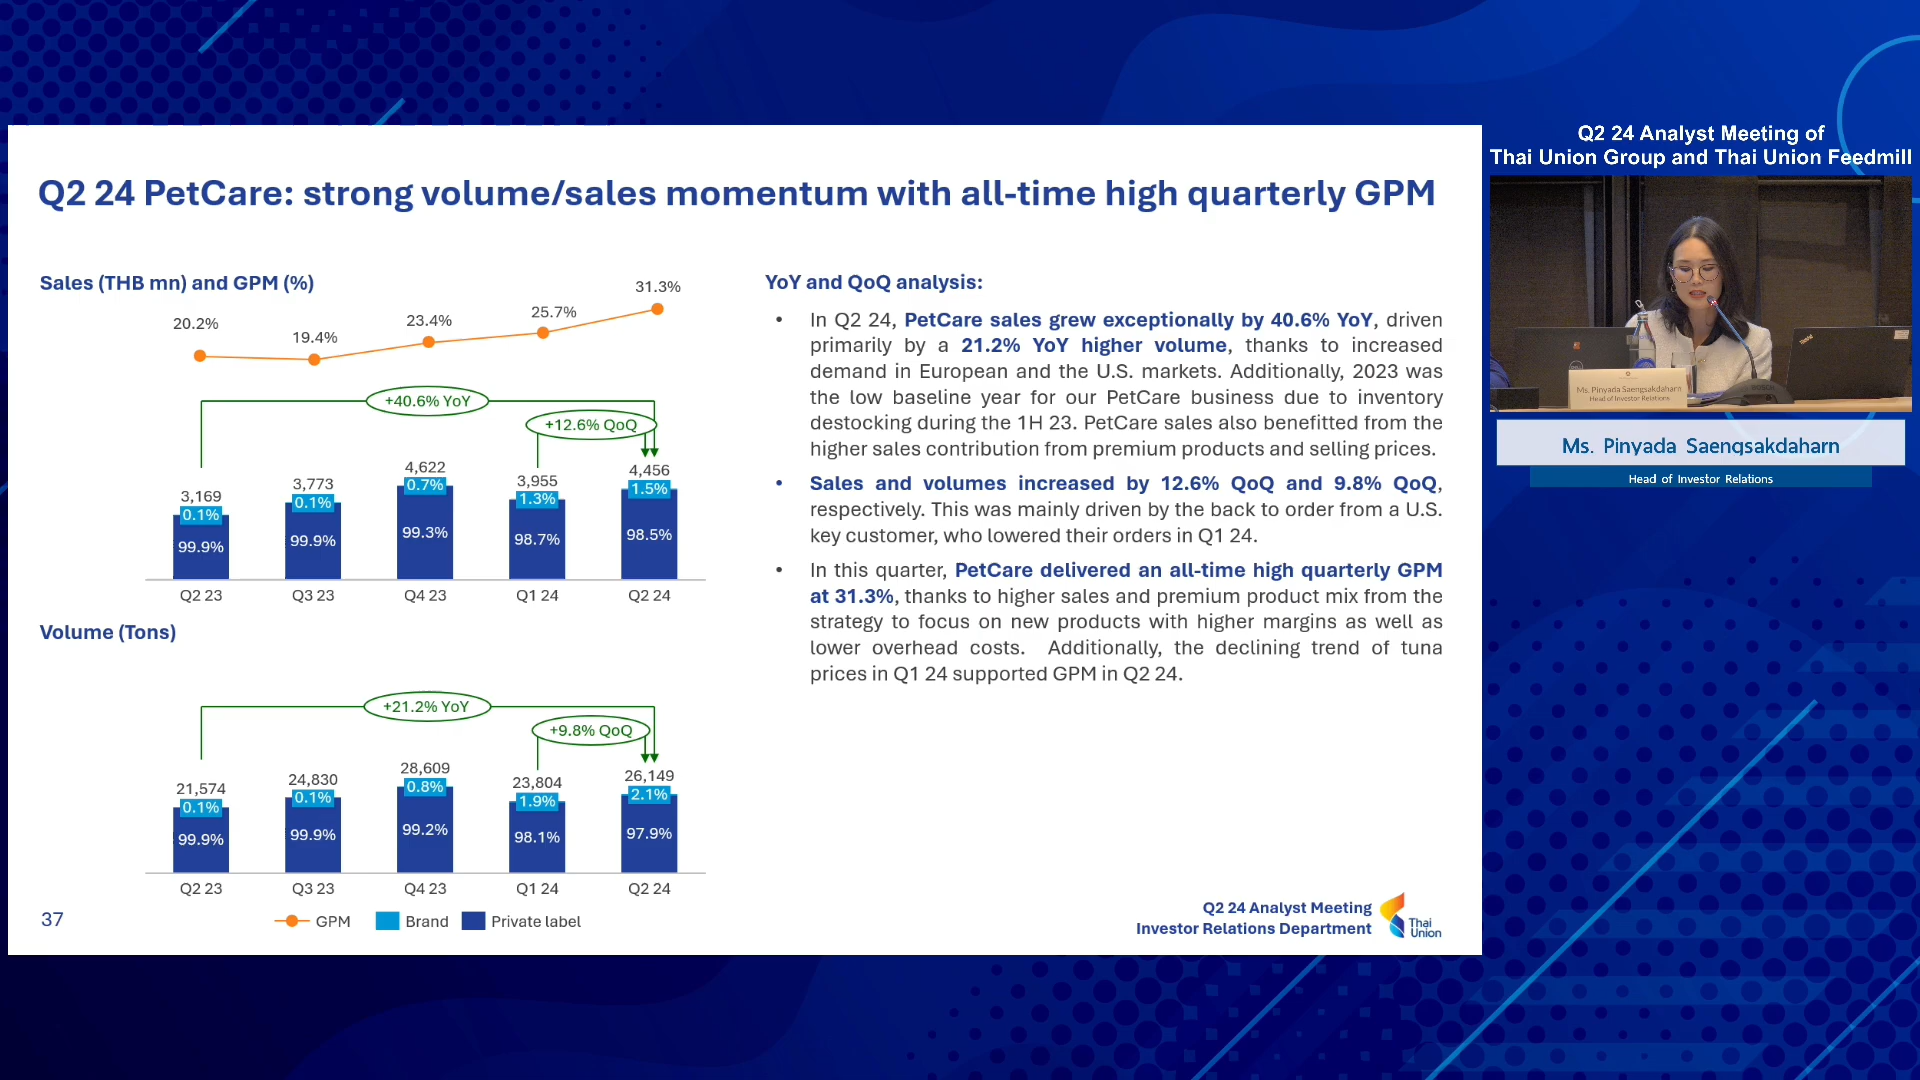 Q2 24 Analyst Meeting of
Thai Union Group and Thai Union Feedmill
Q2 24 PetCare: strong volume/sales momentum with all-time high quarterly GPM
Sales (THB mn) and GPM (%)
20.2%
19.4%
23.4%
25.7%
31.3%
+40.6% YoY
+12.6% QoQ
3,169
3,773
4,622
3,955
4,456
0.1%
0.1%
0.7%
1.3%
1.5%
99.9%
99.9%
99.3%
98.7%
98.5%
Q2 23
Q3 23
Q4 23
Q1 24
Q2 24
Volume (Tons)
+21.2% YoY
+9.8% QoQ
21,574
24,830
28,609
23,804
26,149
0.1%
0.1%
0.8%
1.9%
2.1%
99.9%
99.9%
99.2%
98.1%
97.9%
Q2 23
Q3 23
Q4 23
Q1 24
Q2 24
GPM
Brand
Private label
37
YoY and QoQ analysis:
• In Q2 24, PetCare sales grew exceptionally by 40.6% YoY, driven
primarily by a 21.2% YoY higher volume, thanks to increased
demand in European and the U.S. markets. Additionally, 2023 was
the low baseline year for our PetCare business due to inventory
destocking during the 1H 23. PetCare sales also benefitted from the
higher sales contribution from premium products and selling prices.
• Sales and volumes increased by 12.6% QoQ and 9.8% QoQ,
respectively. This was mainly driven by the back to order from a U.S.
key customer, who lowered their orders in Q1 24.
• In this quarter, PetCare delivered an all-time high quarterly GPM
at 31.3%, thanks to higher sales and premium product mix from the
strategy to focus on new products with higher margins as well as
lower overhead costs. Additionally, the declining trend of tuna
prices in Q1 24 supported GPM in Q2 24.
Q2 24 Analyst Meeting
Investor Relations Department
Thai
Union
Ms. Pinyada Saengsakdaharn
Head of Investor Relations
Ms. Pinyada Saengsakdaharn
Head of Investor Relations